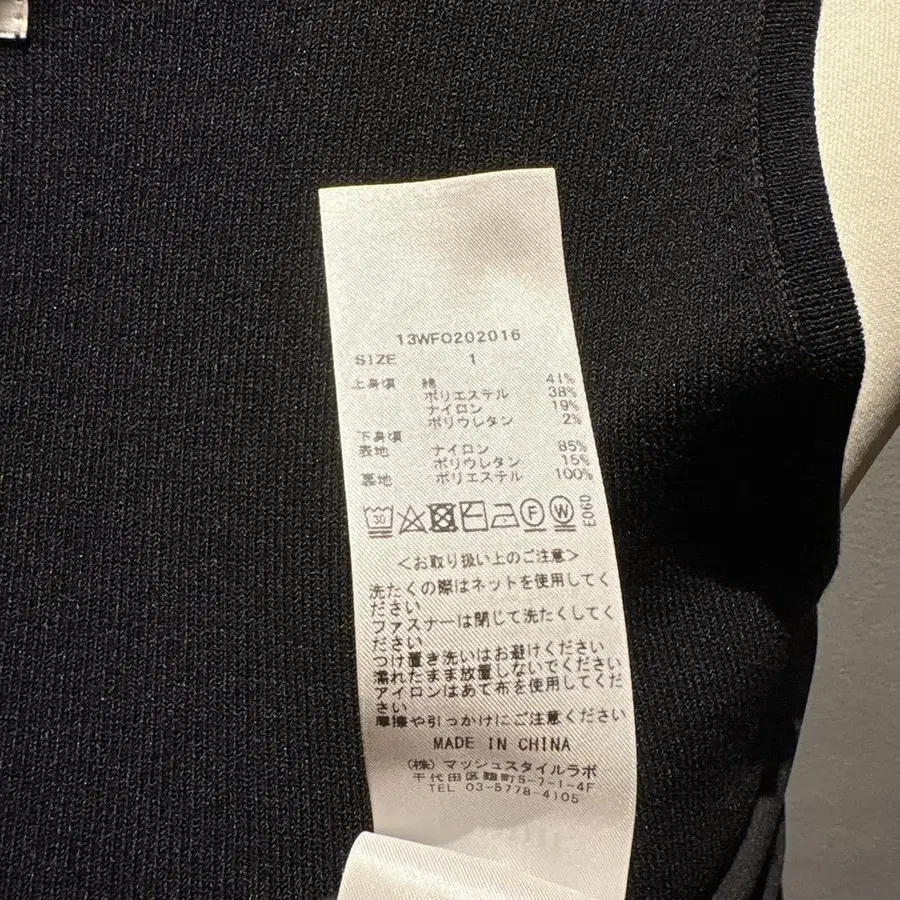 13WFO202016
SIZE 1
上身頃 綿 41%
ポリエステル 38%
ナイロン 19%
ポリウレタン 2%
下身頃
表地 ナイロン 85%
ポリウレタン 15%
裏地 ポリエステル 100%
30 F W E060
<お取り扱い上のご注意>
洗たくの際はネットを使用してく
ださい
ファスナーは閉じて洗たくしてく
ださい
つけ置き洗いはお避けください
濡れたまま放置しないでください
アイロンはあて布を使用してくだ
さい
摩擦や引っかけにご注意ください
MADE IN CHINA
(株) マッシュスタイルラボ
千代田区麹町5-7-1-4F
TEL 03-5778-4105